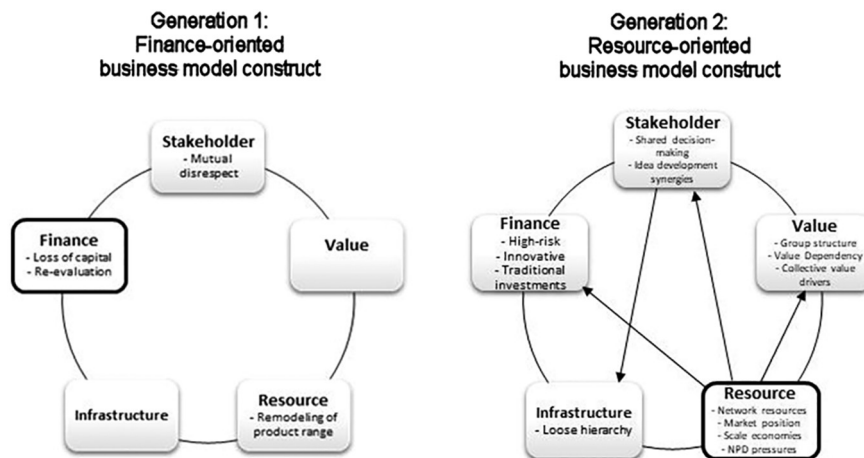 Generation 1:
Finance-oriented
business model construct
Stakeholder
- Mutual
disrespect
Finance
- Loss of capital
- Re-evaluation
Value
Infrastructure
Resource
- Remodeling of
product range
Generation 2:
Resource-oriented
business model construct
Stakeholder
- Shared decision-
making
- Idea development
synergies
Finance
- High-risk
- Innovative
- Traditional
investments
Value
- Group structure
- Value Dependency
- Collective value
drivers
Infrastructure
- Loose hierarchy
Resource
- Network resources
- Market position
- Scale economies
- NPD pressures